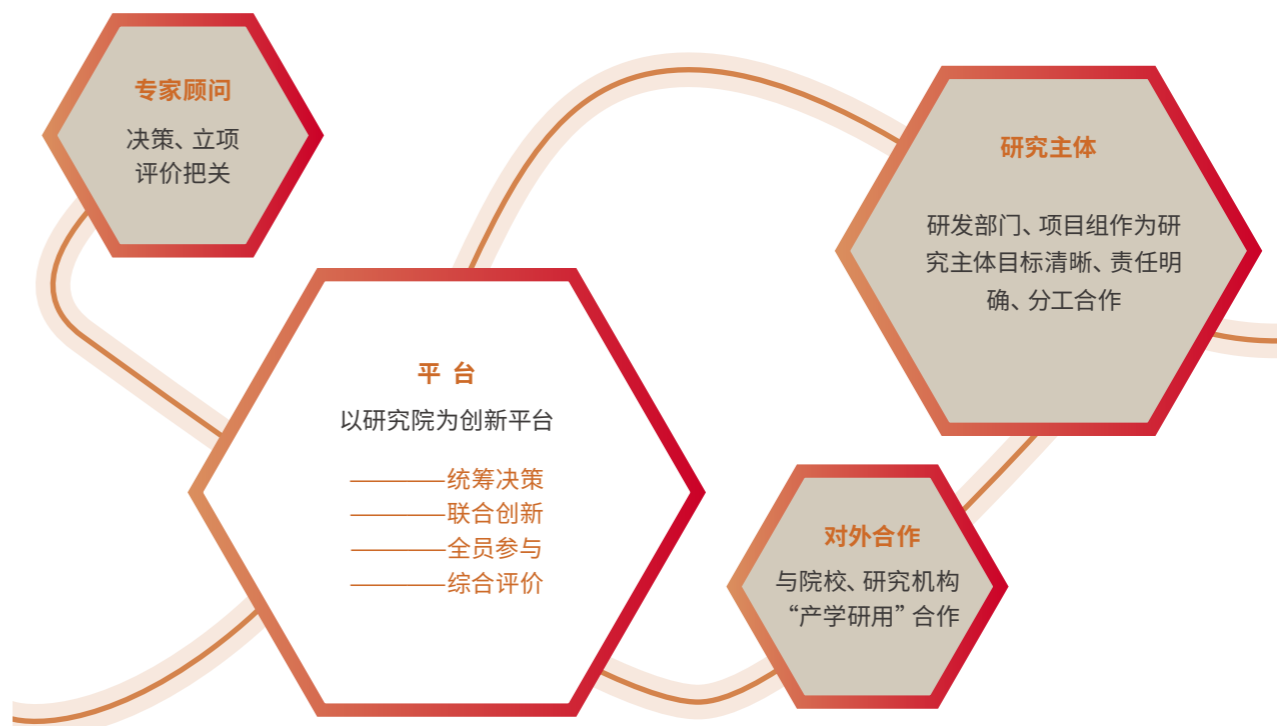 专家顾问
决策、立项
评价把关
研究主体
研发部门、项目组作为研
究主体目标清晰、责任明
确、分工合作
平 台
以研究院为创新平台
————统筹决策
————联合创新
————全员参与
————综合评价
对外合作
与院校、研究机构
“产学研用” 合作